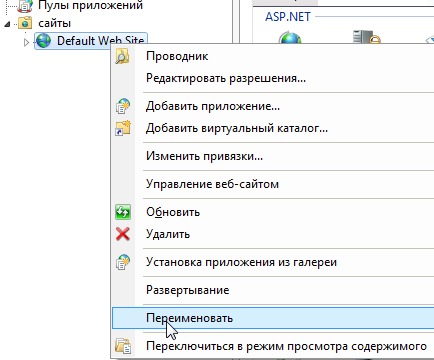 Пулы приложений
сайты
Default Web Site
ASP.NET
Проводник
Редактировать разрешения...
Добавить приложение...
Добавить виртуальный каталог...
Изменить привязки...
Управление веб-сайтом
Обновить
Удалить
Установка приложения из галереи
Развертывание
Переименовать
Переключиться в режим просмотра содержимого